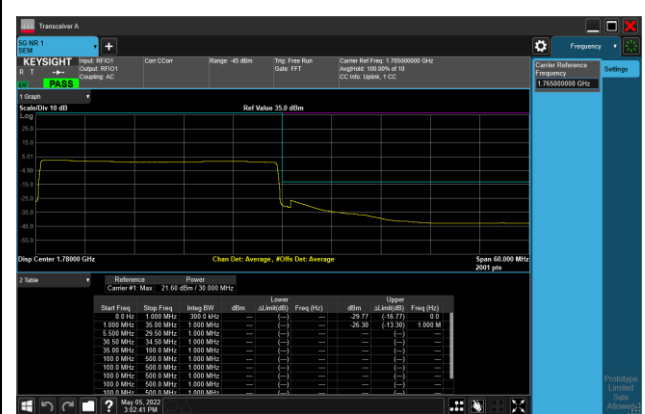 Transceiver A
5G NR 1
SEM
Frequency
KEYSIGHT
R T
LNI
PASS
Input: RFIO1
Output: RFIO1
Coupling: AC
Corr CCorr
Range: -45 dBm
Trig: Free Run
Gate: FFT
Carrier Ref Freq: 1.765000000 GHz
Avg|Hold: 100.00% of 10
CC Info: Uplink, 1 CC
Carrier Reference
Frequency
1.765000000 GHz
Settings
1 Graph
Scale/Div 10 dB
Ref Value 35.0 dBm
Log
25.0
15.0
5.01
-4.99
-15.0
-25.0
-35.0
-45.0
-55.0
Disp Center 1.78000 GHz
Chan Det: Average , #Offs Det: Average
Span 60.000 MHz
2001 pts
2 Table
Reference Power
Carrier #1: Max 21.60 dBm / 30.000 MHz
Lower Upper
Start Freq Stop Freq Integ BW dBm ΔLimit(dB) Freq (Hz) dBm ΔLimit(dB) Freq (Hz)
0.0 Hz 1.000 MHz 300.0 kHz --- (---) --- -29.77 (-16.77) 0.0
1.000 MHz 35.00 MHz 1.000 MHz --- (---) --- -26.30 (-13.30) 1.000 M
5.500 MHz 29.50 MHz 1.000 MHz --- (---) --- --- (---) ---
30.50 MHz 34.50 MHz 1.000 MHz --- (---) --- --- (---) ---
35.00 MHz 100.0 MHz 1.000 MHz --- (---) --- --- (---) ---
100.0 MHz 500.0 MHz 1.000 MHz --- (---) --- --- (---) ---
100.0 MHz 500.0 MHz 1.000 MHz --- (---) --- --- (---) ---
100.0 MHz 500.0 MHz 1.000 MHz --- (---) --- --- (---) ---
100.0 MHz 500.0 MHz 1.000 MHz --- (---) --- --- (---) ---
100.0 MHz 500.0 MHz 1.000 MHz --- (---) --- --- (---) ---
May 05, 2022
3:02:41 PM
Prototype
Limited
Sale
Allowed